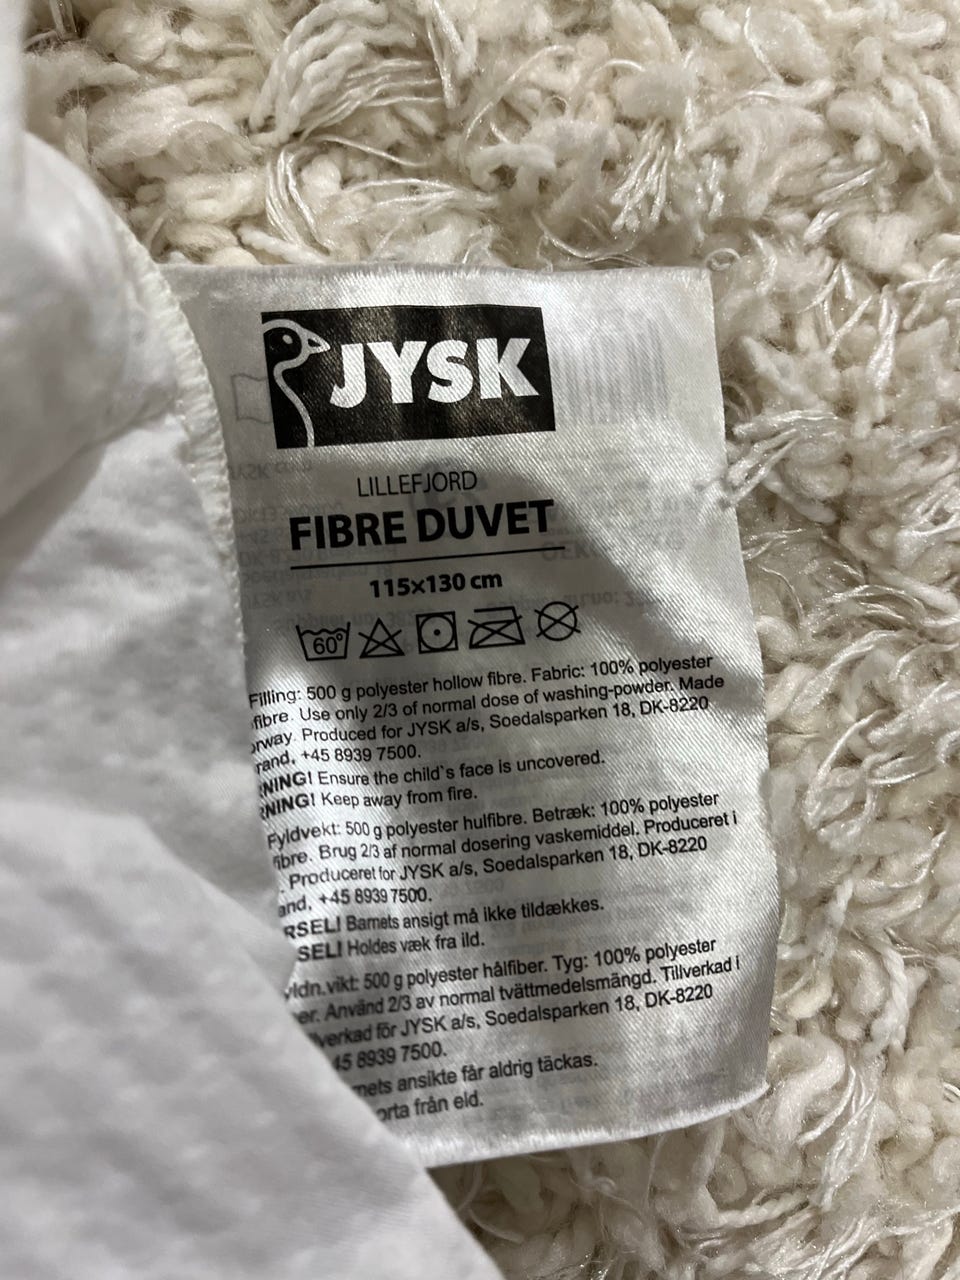 JYSK
LILLEFJORD
FIBRE DUVET
115×130 cm
60°
Filling: 500 g polyester hollow fibre. Fabric: 100% polyester
fibre. Use only 2/3 of normal dose of washing-powder. Made
orway. Produced for JYSK a/s, Soedalsparken 18, DK-8220
rand, +45 8939 7500.
NING! Ensure the child`s face is uncovered.
RNING! Keep away from fire.
Fyldvekt: 500 g polyester hulfibre. Betræk: 100% polyester
fibre. Brug 2/3 af normal dosering vaskemiddel. Produceret i
. Produceret for JYSK a/s, Soedalsparken 18, DK-8220
and, +45 8939 7500.
RSEL! Barnets ansigt må ikke tildækkes.
SEL! Holdes væk fra ild.
yldn.vikt: 500 g polyester hålfiber. Tyg: 100% polyester
er. Använd 2/3 av normal tvättmedelsmängd. Tillverkad i
lverkad för JYSK a/s, Soedalsparken 18, DK-8220
45 8939 7500.
nets ansikte får aldrig täckas.
orta från eld.